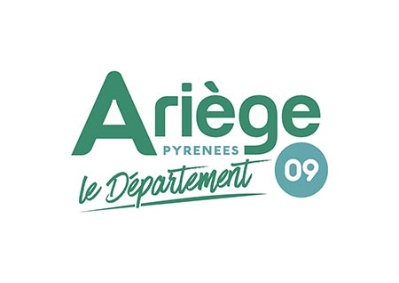 Ariège
PYRENEES
le Département
09